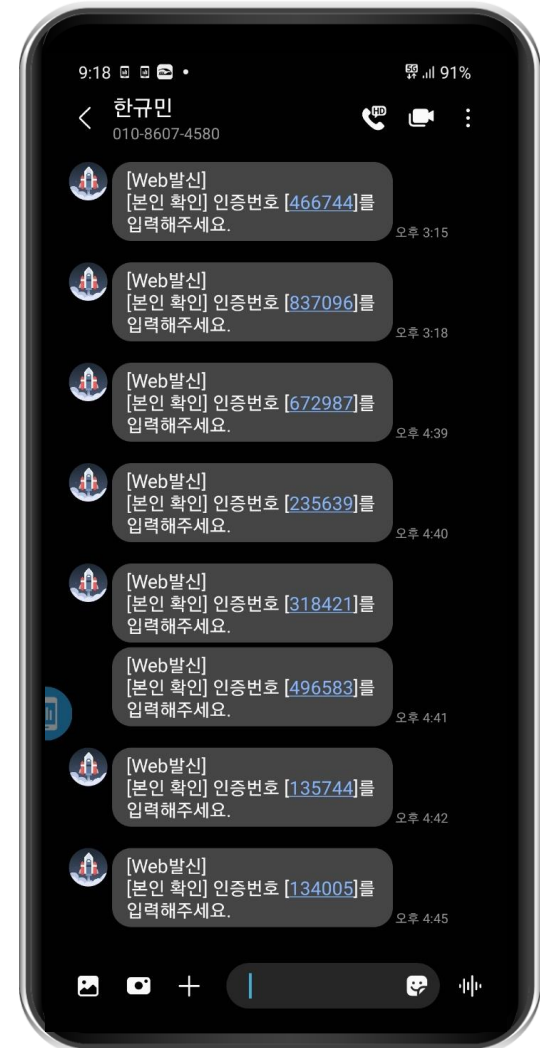 9:18
5G 91%
한규민
HD
010-8607-4580
[Web발신]
[본인 확인] 인증번호 [466744]를
입력해주세요.
오후 3:15
[Web발신]
[본인 확인] 인증번호 [837096]를
입력해주세요.
오후 3:18
[Web발신]
[본인 확인] 인증번호 [672987]를
입력해주세요.
오후 4:39
[Web발신]
[본인 확인] 인증번호 [235639]를
입력해주세요.
오후 4:40
[Web발신]
[본인 확인] 인증번호 [318421]를
입력해주세요.
[Web발신]
[본인 확인] 인증번호 [496583]를
입력해주세요.
오후 4:41
[Web발신]
[본인 확인] 인증번호 [135744]를
입력해주세요.
오후 4:42
[Web발신]
[본인 확인] 인증번호 [134005]를
입력해주세요.
오후 4:45